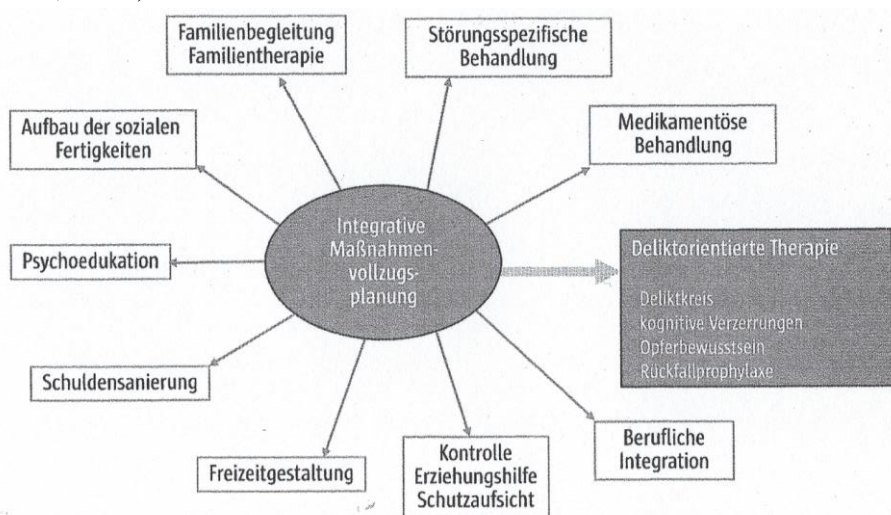 Familienbegleitung
Familientherapie
Störungsspezifische
Behandlung
Aufbau der sozialen
Fertigkeiten
Medikamentöse
Behandlung
Integrative
Maßnahmen-
vollzugs-
planung
Psychoedukation
Deliktorientierte Therapie
Deliktkreis
kognitive Verzerrungen
Opferbewusstsein
Rückfallprophylaxe
Schuldensanierung
Freizeitgestaltung
Kontrolle
Erziehungshilfe
Schutzaufsicht
Berufliche
Integration